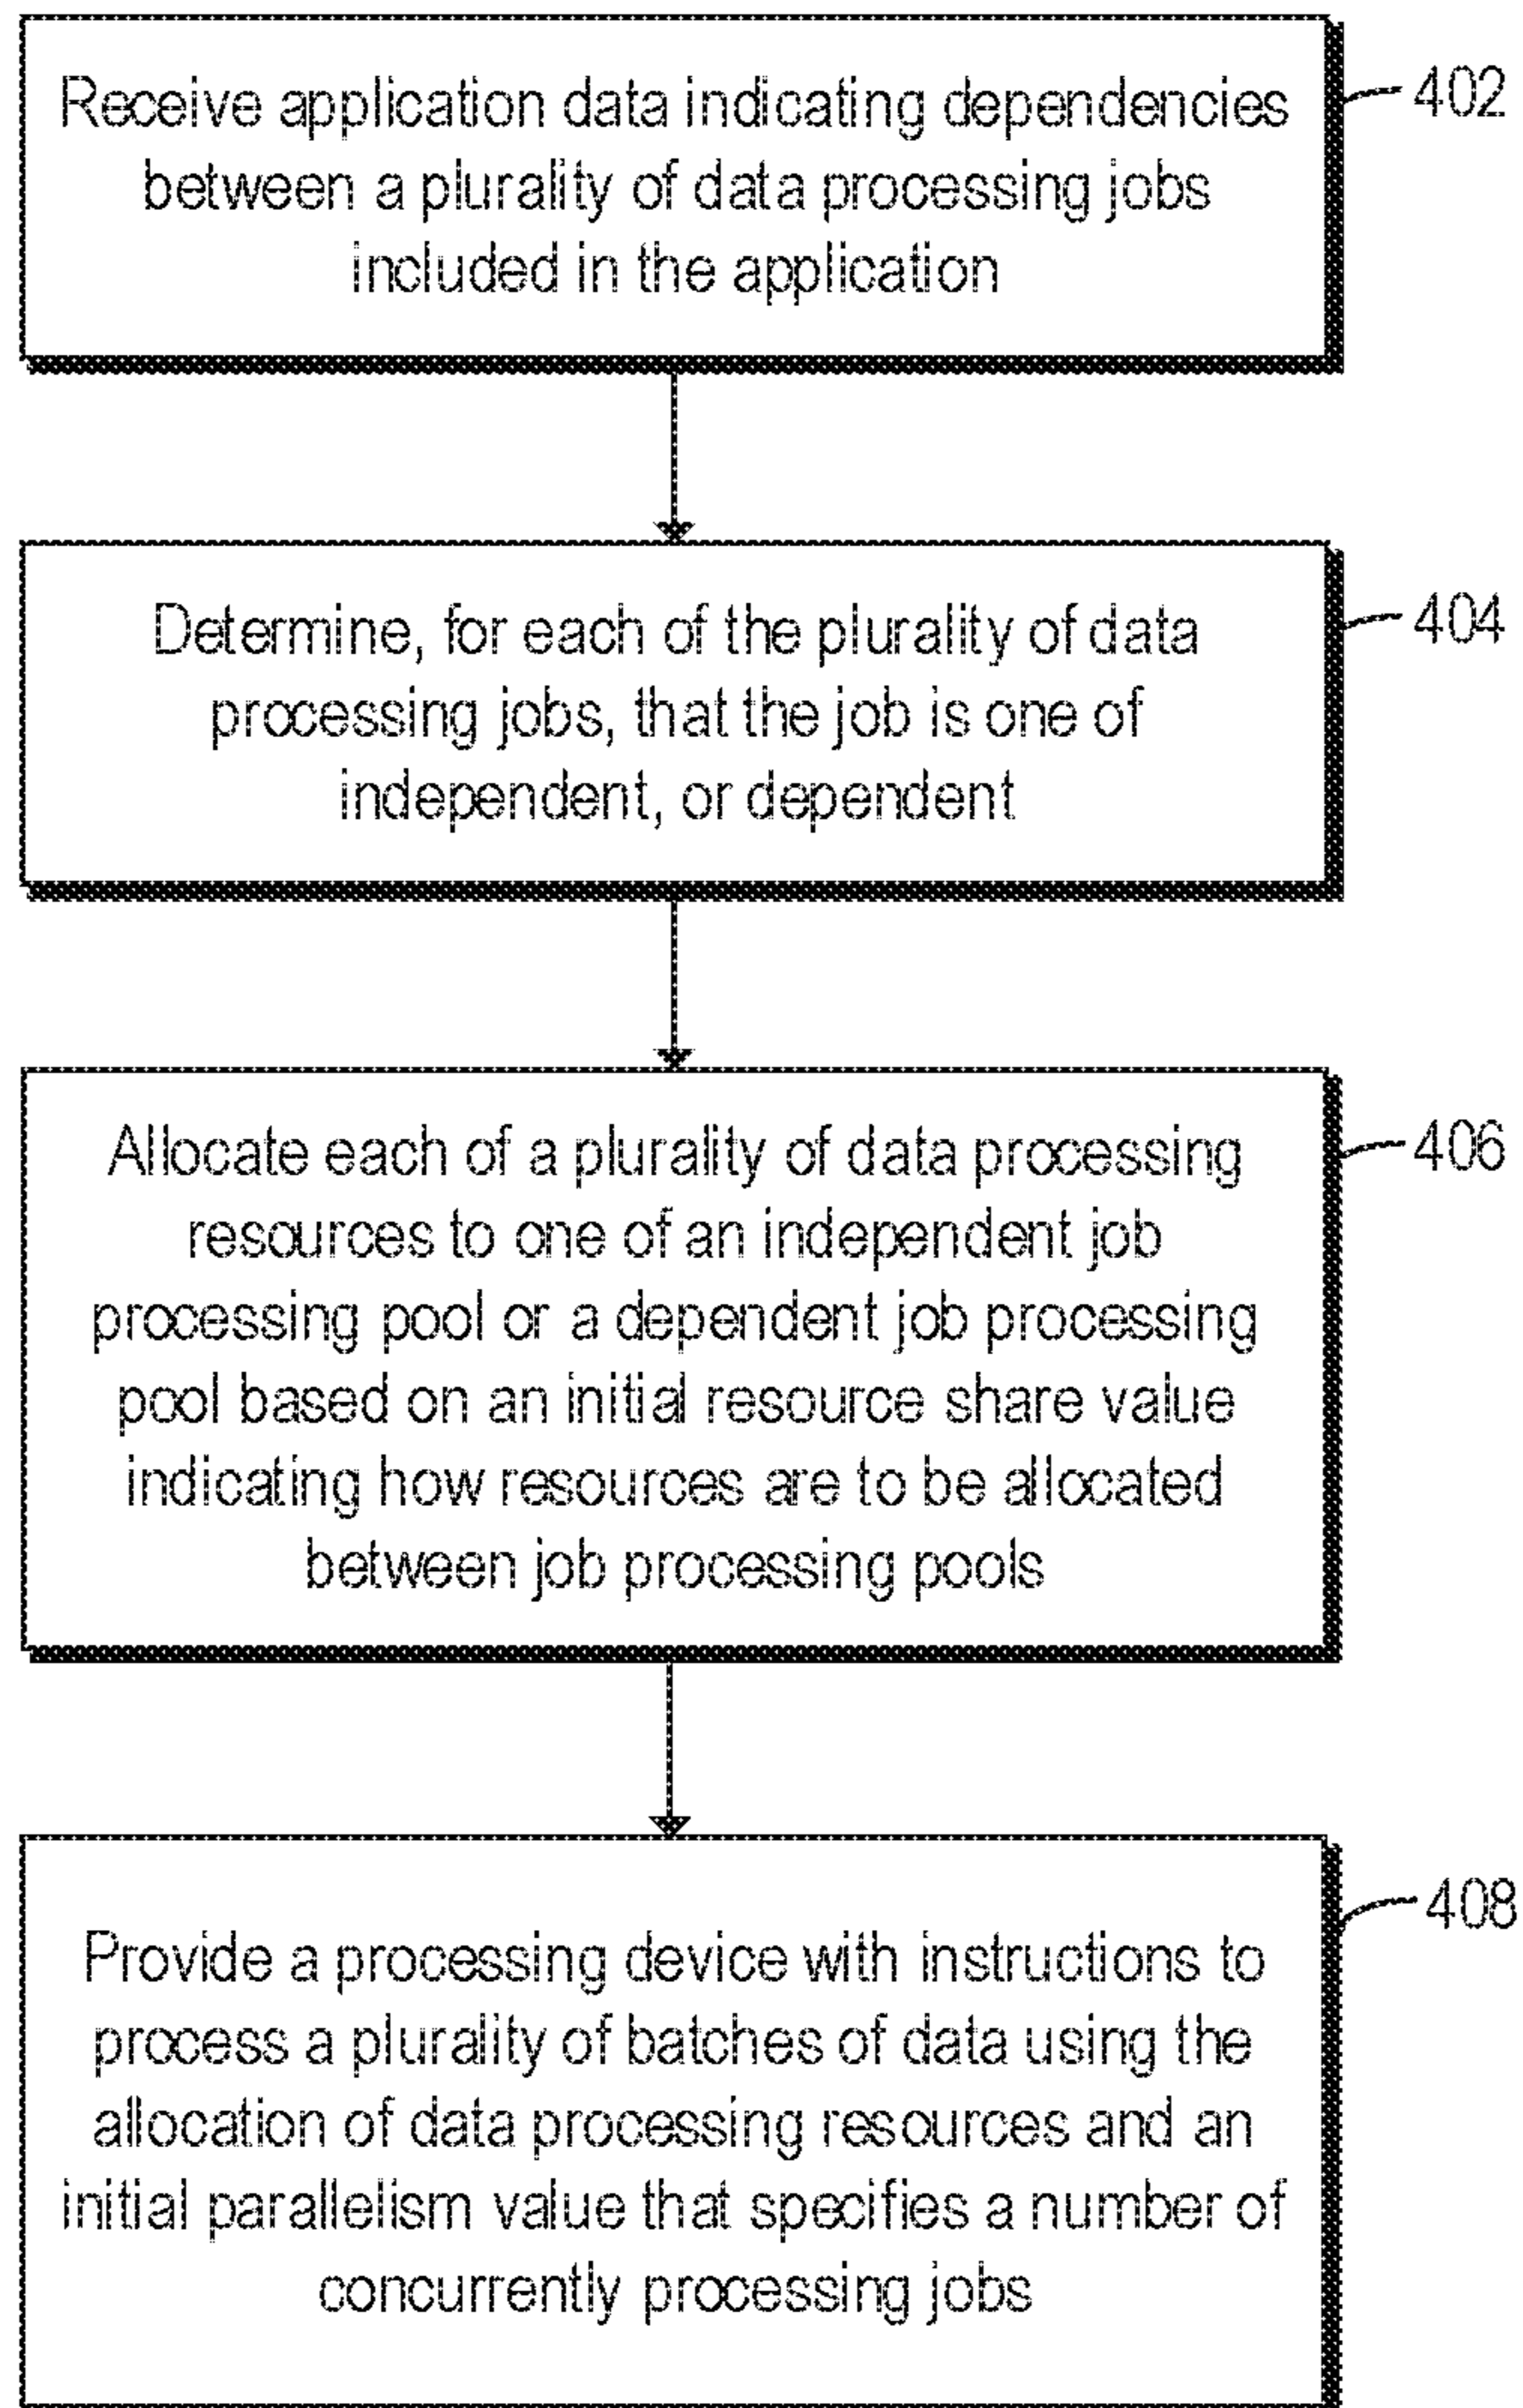 Receive application data indicating dependencies
between a plurality of data processing jobs
included in the application
402
Determine, for each of the plurality of data
processing jobs, that the job is one of
independent, or dependent
404
Allocate each of a plurality of data processing
resources to one of an independent job
processing pool or a dependent job processing
pool based on an initial resource share value
indicating how resources are to be allocated
between job processing pools
406
Provide a processing device with instructions to
process a plurality of batches of data using the
allocation of data processing resources and an
initial parallelism value that specifies a number of
concurrently processing jobs
408